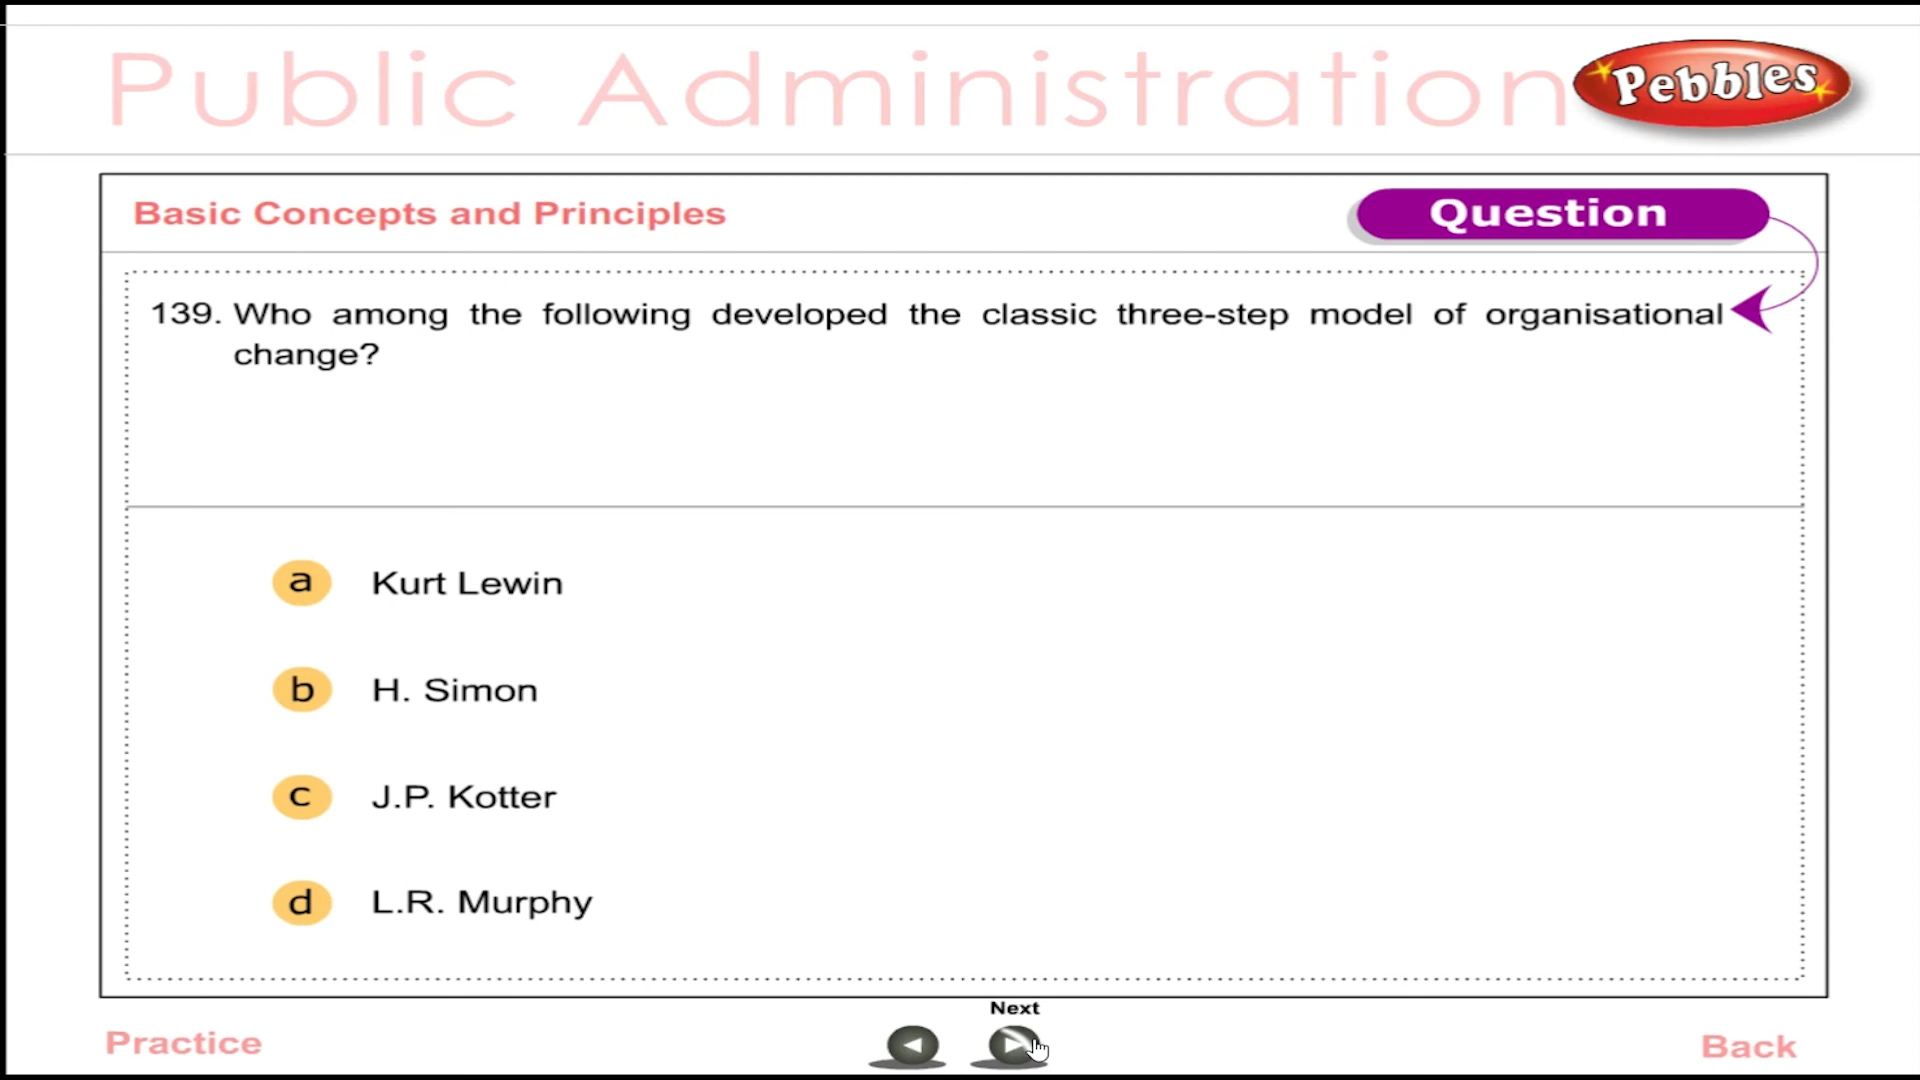 Public Administration
Pebbles
Basic Concepts and Principles
Question
139. Who among the following developed the classic three-step model of organisational
change?
a Kurt Lewin
b H. Simon
c J.P. Kotter
d L.R. Murphy
Next
Practice
Back